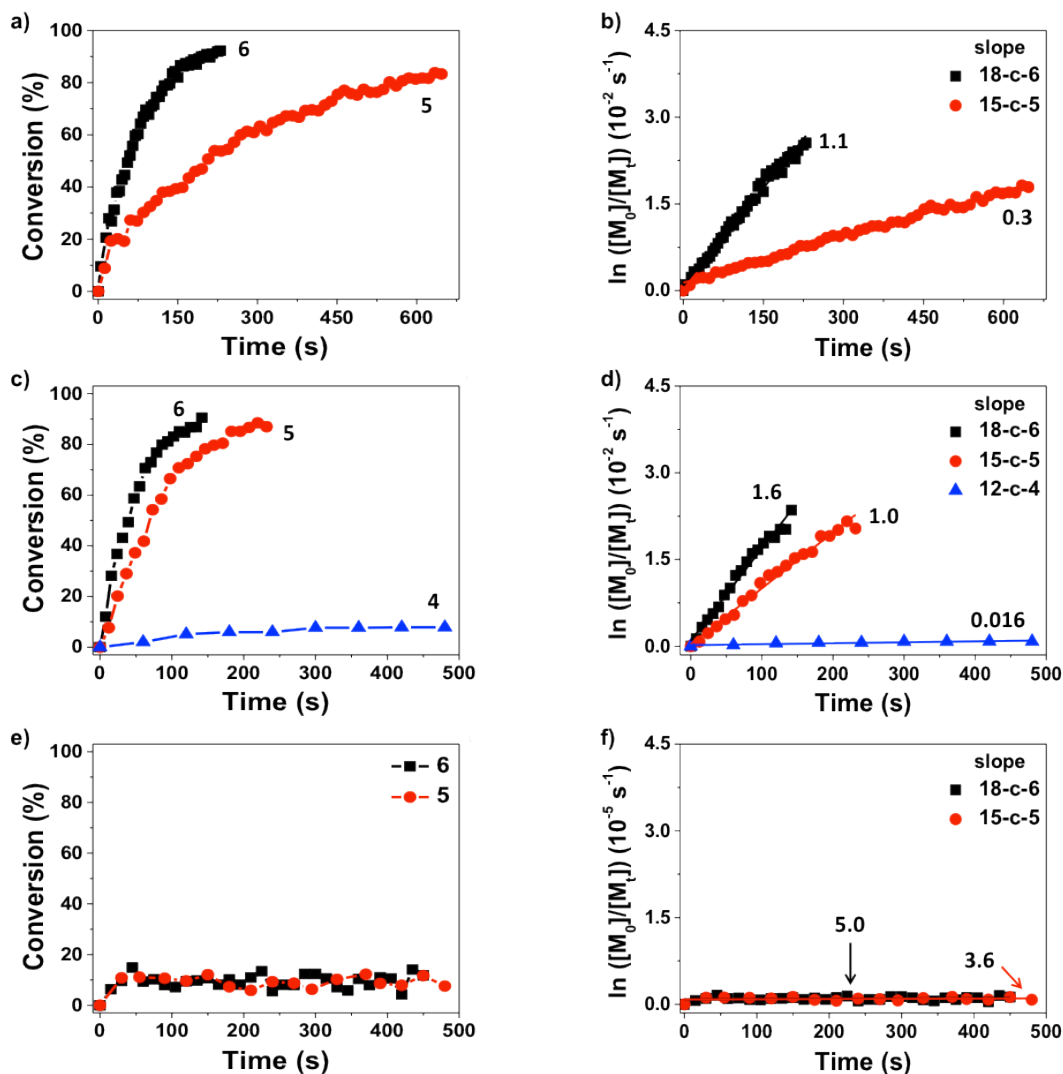 a)
Conversion (%)
100
80
60
40
20
0
6
5
0 150 300 450 600
Time (s)
b)
ln ([M0]/[Mt]) (10-2 s-1)
4.5
3.0
1.5
0.0
slope
18-c-6
15-c-5
1.1
0.3
0 150 300 450 600
Time (s)
c)
Conversion (%)
100
80
60
40
20
0
6
5
4
0 100 200 300 400 500
Time (s)
d)
ln ([M0]/[Mt]) (10-2 s-1)
4.5
3.0
1.5
0.0
slope
18-c-6
15-c-5
12-c-4
1.6
1.0
0.016
0 100 200 300 400 500
Time (s)
e)
Conversion (%)
100
80
60
40
20
0
6
5
0 100 200 300 400 500
Time (s)
f)
ln ([M0]/[Mt]) (10-5 s-1)
4.5
3.0
1.5
0.0
slope
18-c-6
15-c-5
5.0
3.6
0 100 200 300 400 500
Time (s)